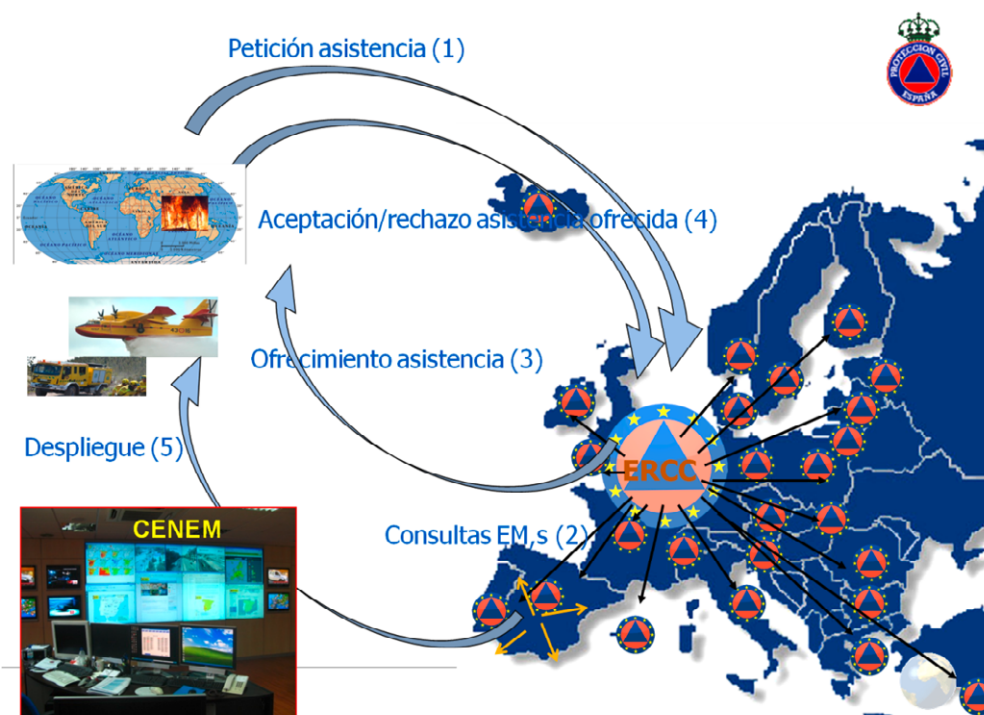 Petición asistencia (1)
PROTECCION CIVIL
ESPAÑA
Aceptación/rechazo asistencia ofrecida (4)
Ofrecimiento asistencia (3)
Despliegue (5)
ERCC
CENEM
Consultas EM,s (2)